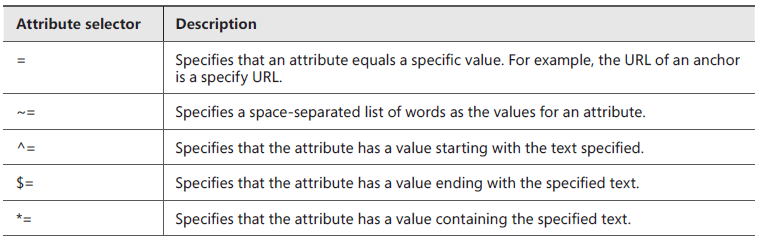 Attribute selector Description
= Specifies that an attribute equals a specific value. For example, the URL of an anchor
is a specify URL.
~= Specifies a space-separated list of words as the values for an attribute.
^= Specifies that the attribute has a value starting with the text specified.
$= Specifies that the attribute has a value ending with the specified text.
*= Specifies that the attribute has a value containing the specified text.